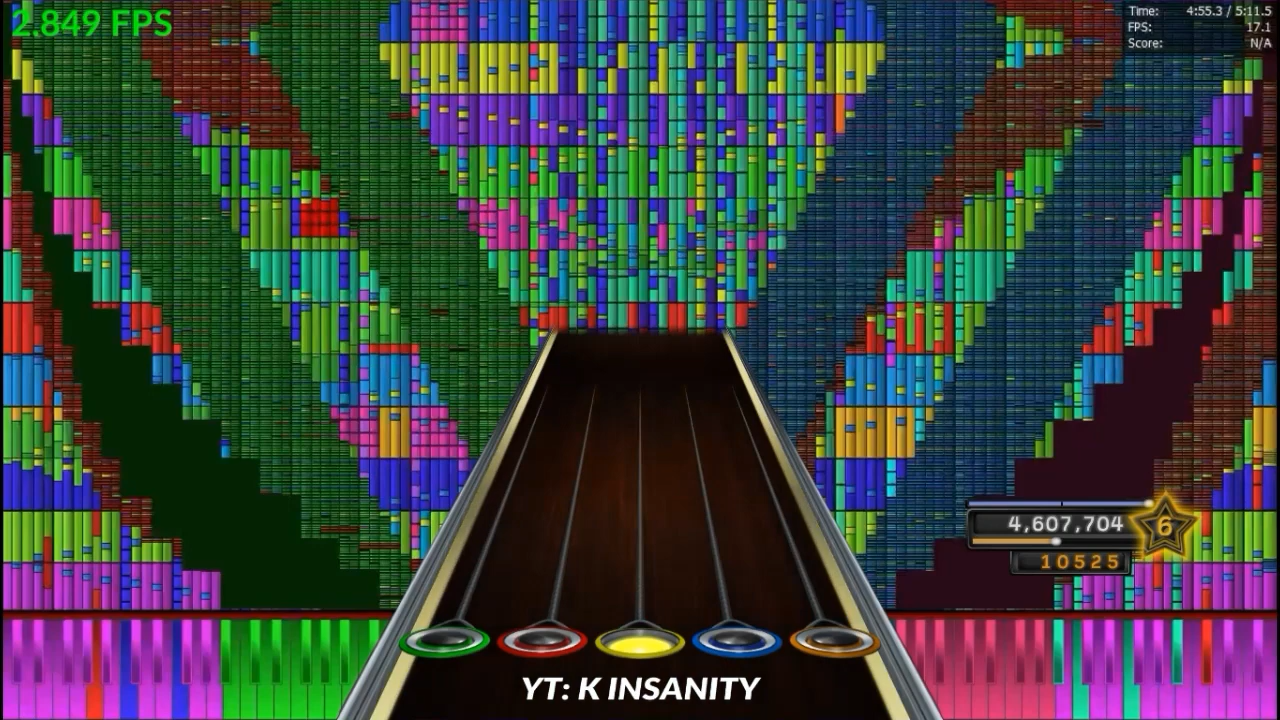 2.849 FPS
Time: 4:55.3 / 5:11.5
FPS: 17.1
Score: N/A
4,607,704
6
10525
YT: K INSANITY